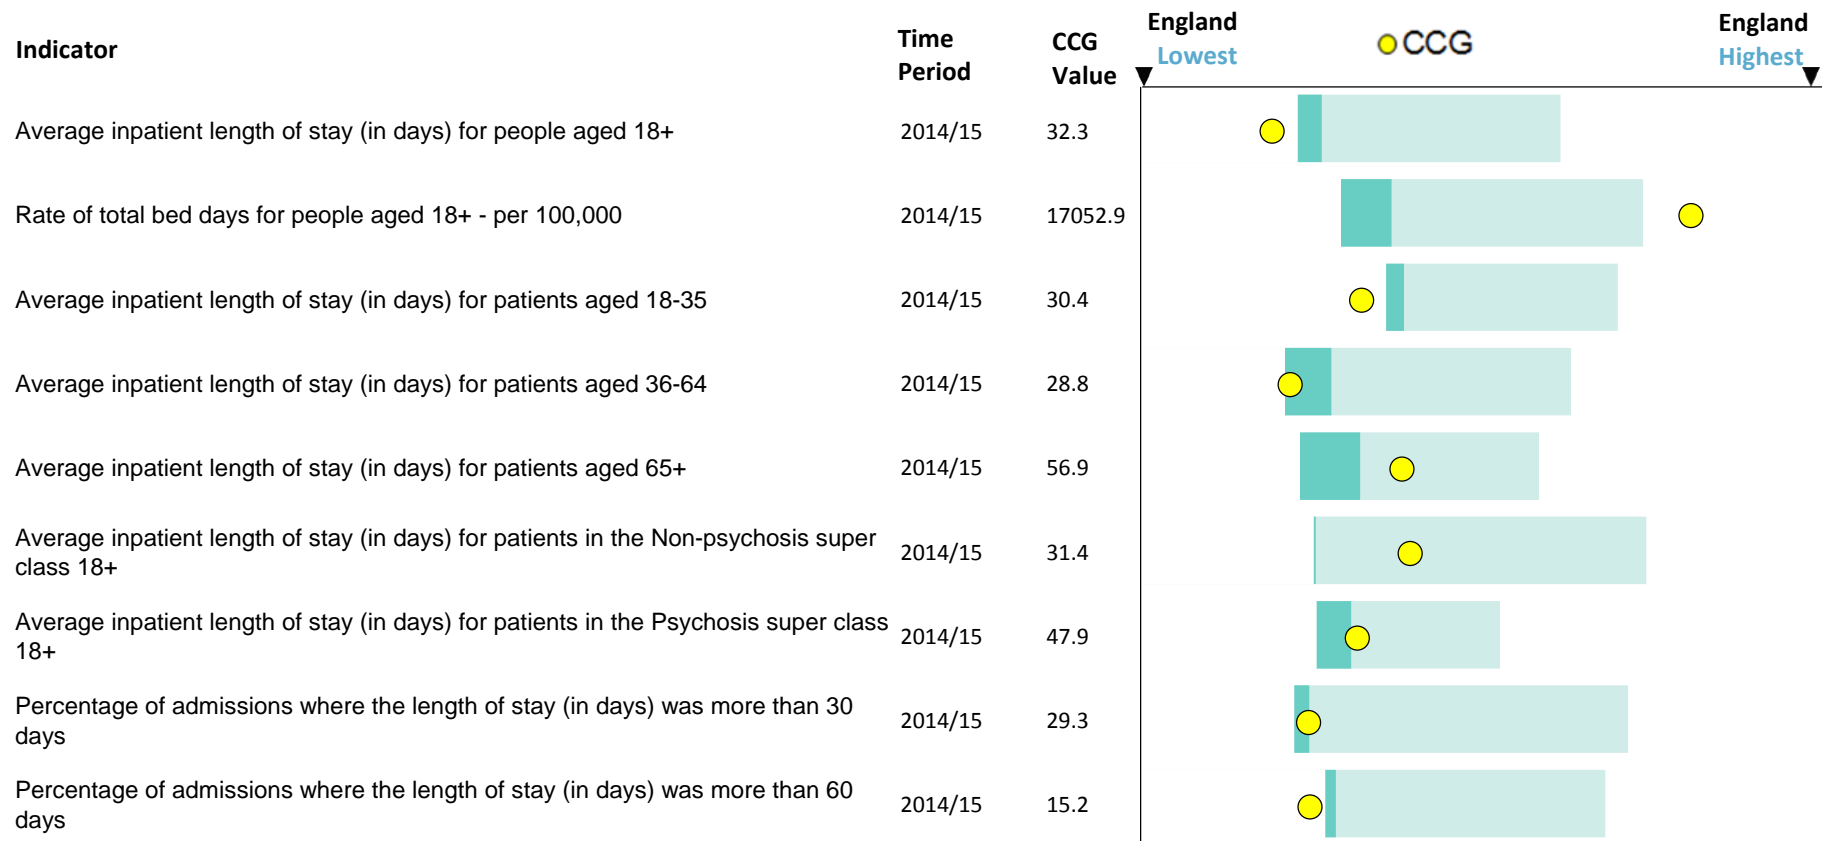 Indicator
Time Period
CCG Value
England Lowest
CCG
England Highest
Average inpatient length of stay (in days) for people aged 18+ 2014/15 32.3
Rate of total bed days for people aged 18+ - per 100,000 2014/15 17052.9
Average inpatient length of stay (in days) for patients aged 18-35 2014/15 30.4
Average inpatient length of stay (in days) for patients aged 36-64 2014/15 28.8
Average inpatient length of stay (in days) for patients aged 65+ 2014/15 56.9
Average inpatient length of stay (in days) for patients in the Non-psychosis super
class 18+ 2014/15 31.4
Average inpatient length of stay (in days) for patients in the Psychosis super class
18+ 2014/15 47.9
Percentage of admissions where the length of stay (in days) was more than 30
days 2014/15 29.3
Percentage of admissions where the length of stay (in days) was more than 60
days 2014/15 15.2